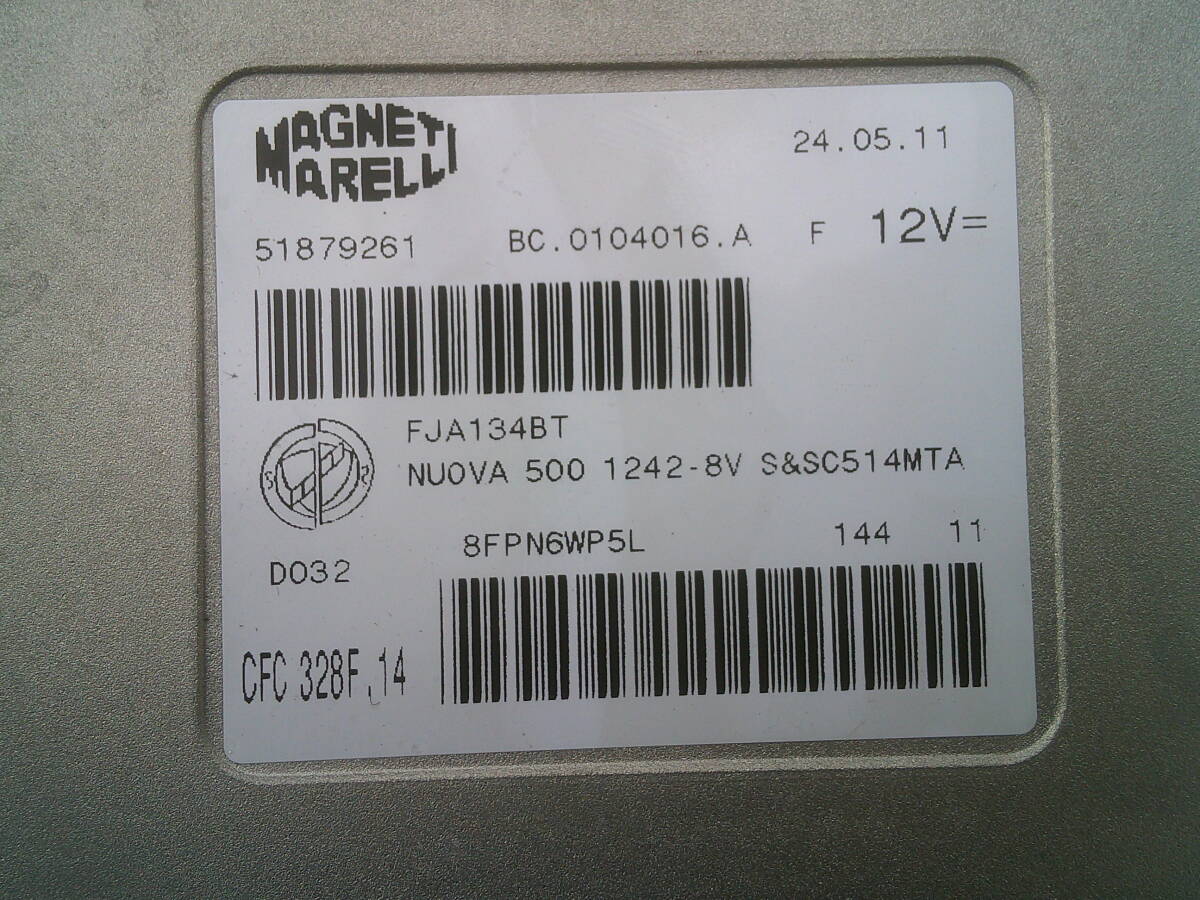 MAGNETI
MARELLI
24.05.11
51879261 BC.0104016.A F 12V=
FJA134BT
NUOVA 500 1242-8V S&SC514MTA
8FPN6WP5L 144 11
D032
CFC 328F.14